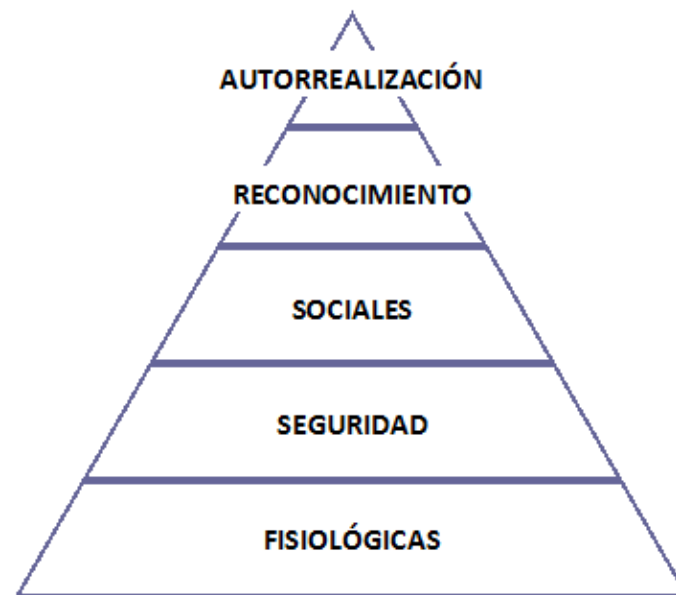 AUTORREALIZACIÓN
RECONOCIMIENTO
SOCIALES
SEGURIDAD
FISIOLÓGICAS